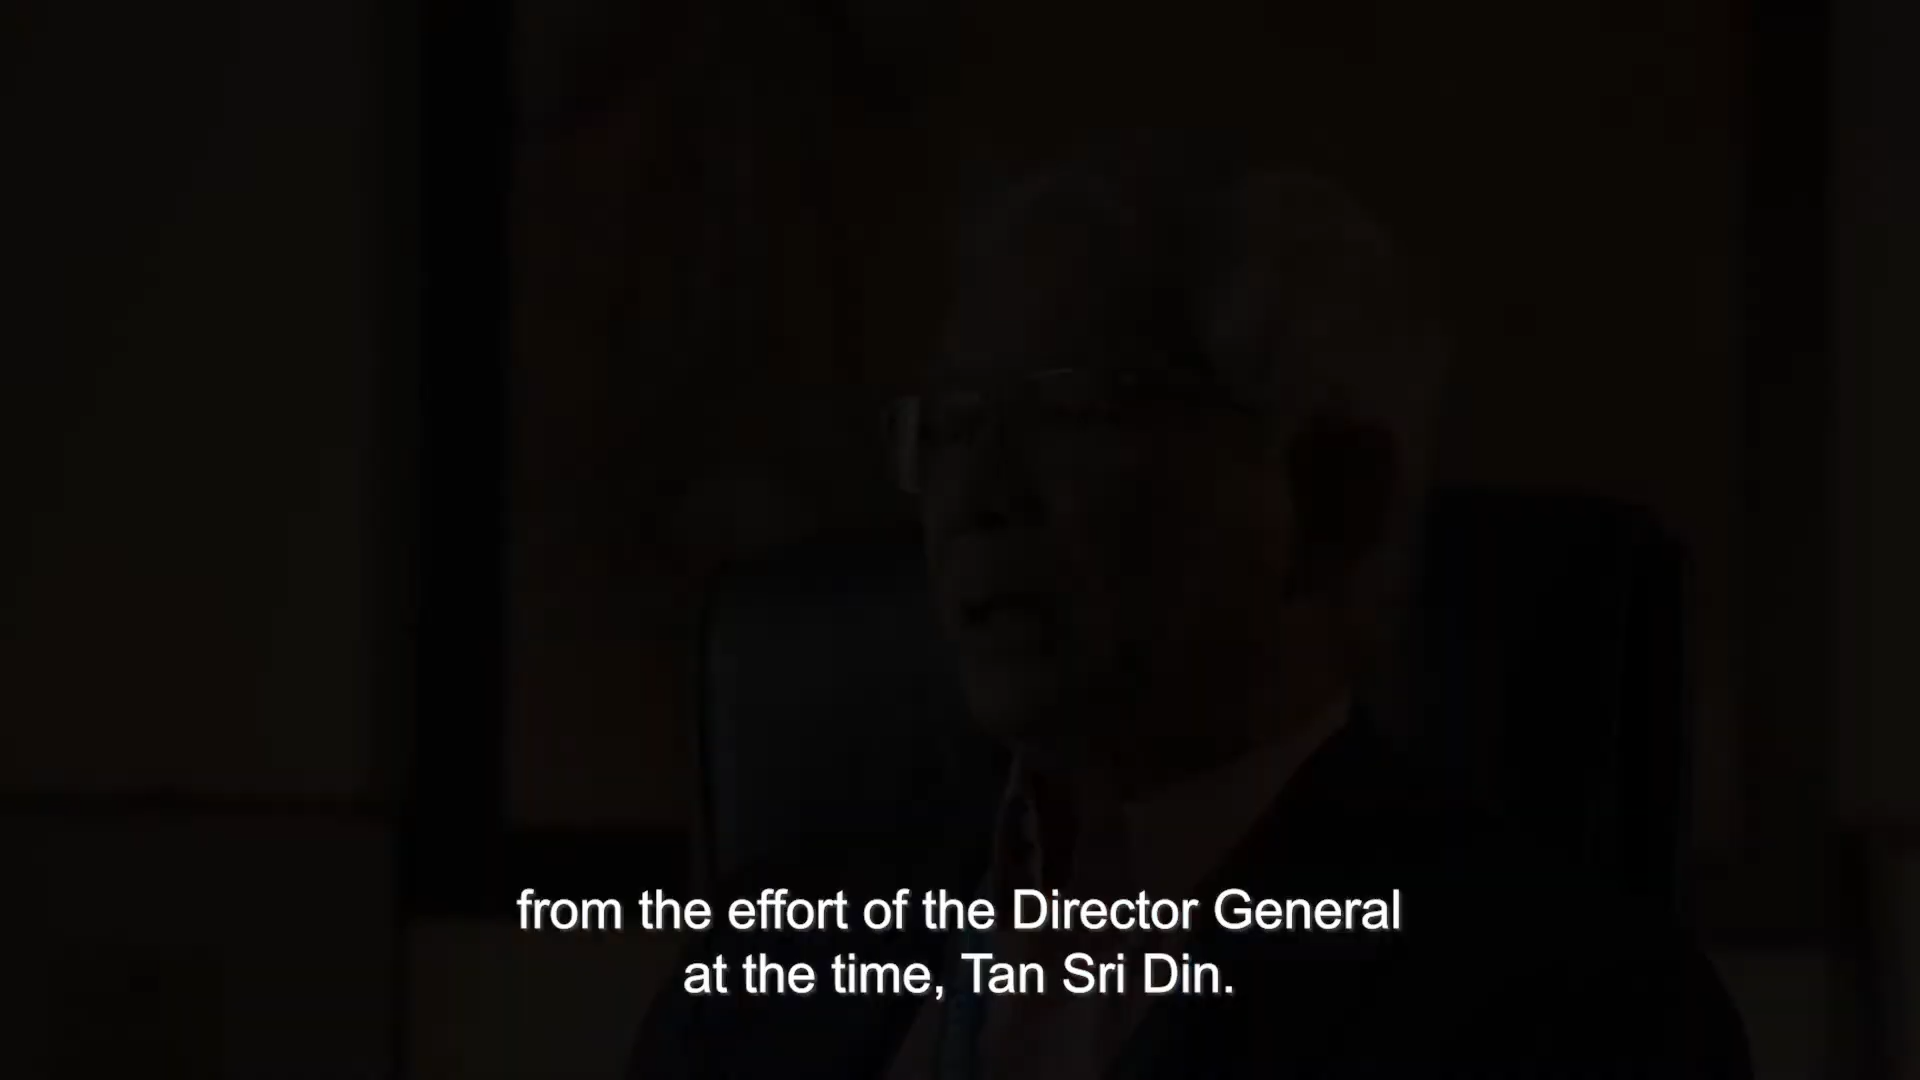 from the effort of the Director General
at the time, Tan Sri Din.